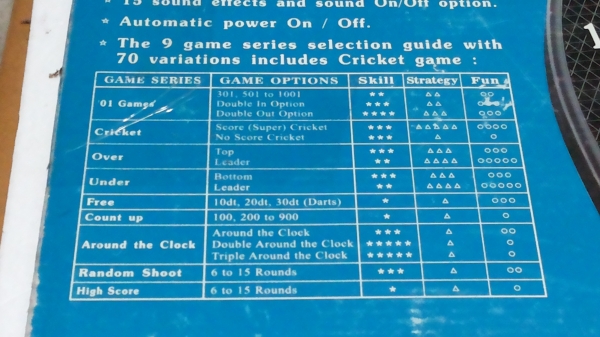 ☆ 15 sound effects and sound On/Off option.
☆ Automatic power On / Off.
☆ The 9 game series selection guide with
70 variations includes Cricket game :
GAME SERIES GAME OPTIONS Skill Strategy Fun
01 Games
301, 501 to 1001 ★★ △△ ○○
Double In Option ★★★ △△
Double Out Option ★★★★ △△△ ○○○
Cricket
Score (Super) Cricket ★★★ △△△△△ ○○○○
No Score Cricket ★★★ △ ○
Over
Top ★★★ △△△ ○○○
Leader ★★ △△△△ ○○○○○
Under
Bottom ★★★ △△△ ○○○
Leader ★★ △△△△ ○○○○○
Free 10dt, 20dt, 30dt (Darts) ★ △ ○○○
Count up 100, 200 to 900 ★ △ ○
Around the Clock
Around the Clock ★★★ △ ○○
Double Around the Clock ★★★★★ △ ○
Triple Around the Clock ★★★★★ △ ○
Random Shoot 6 to 15 Rounds ★★★ △ ○○
High Score 6 to 15 Rounds ★ △ ○